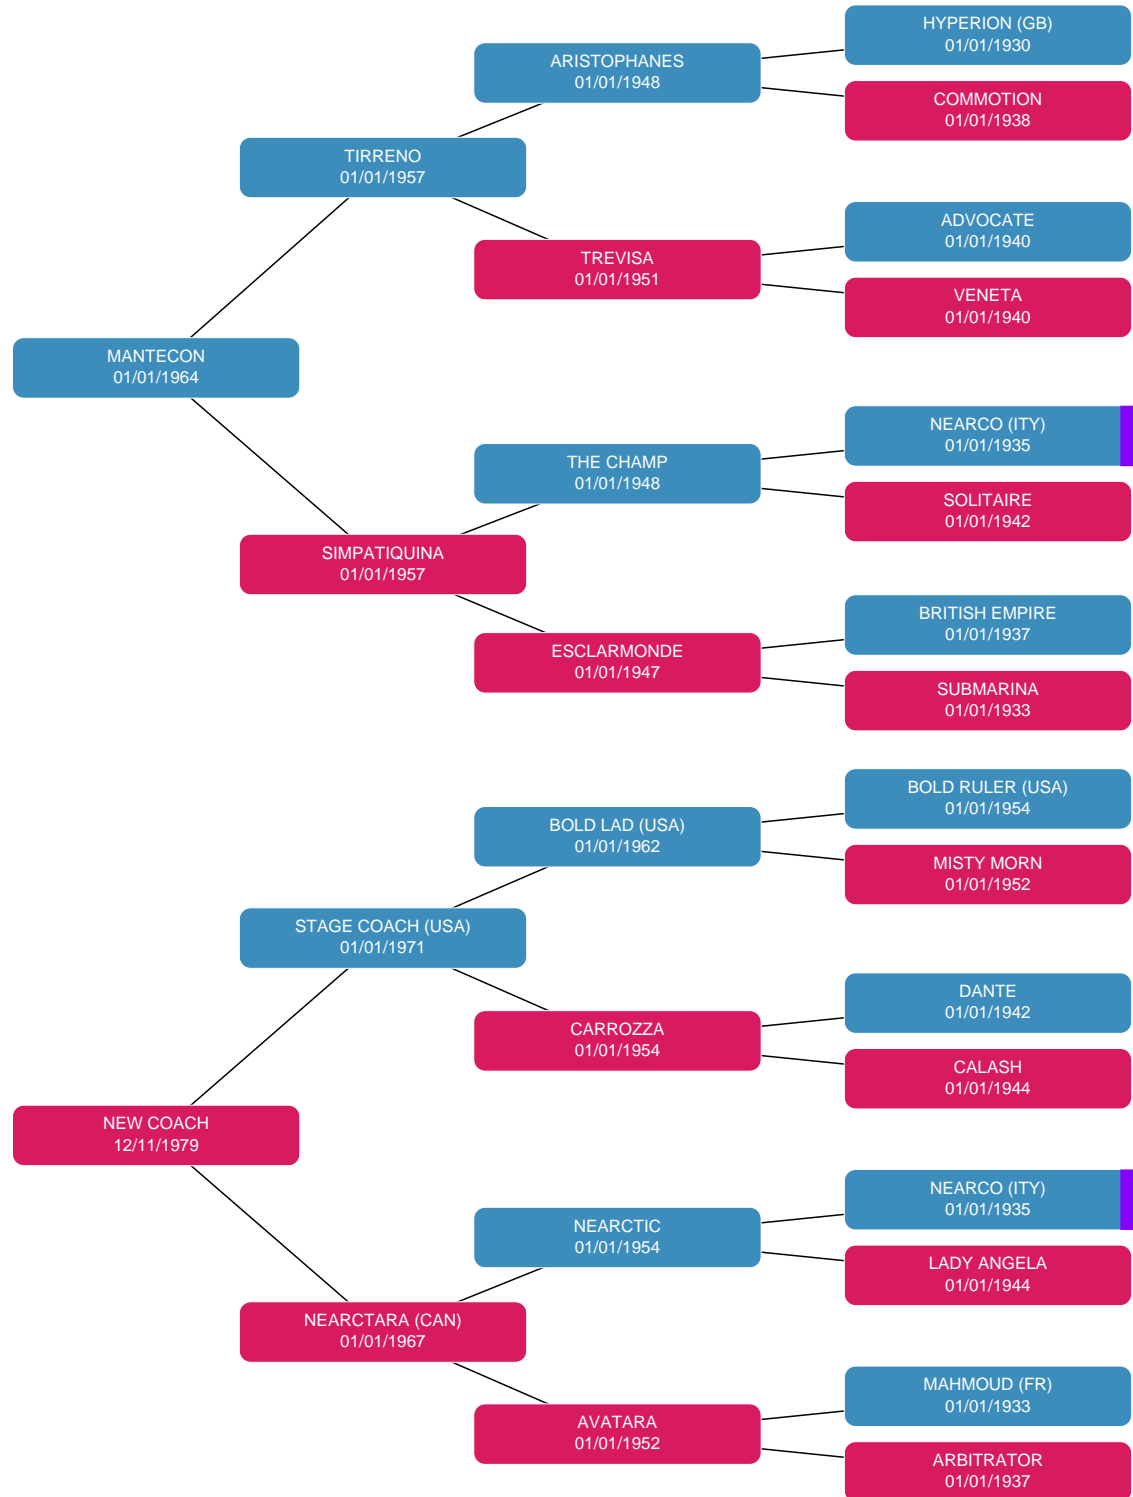 HYPERION (GB)
01/01/1930
ARISTOPHANES
01/01/1948
COMMOTION
01/01/1938
TIRRENO
01/01/1957
ADVOCATE
01/01/1940
TREVISA
01/01/1951
VENETA
01/01/1940
MANTECON
01/01/1964
NEARCO (ITY)
01/01/1935
THE CHAMP
01/01/1948
SOLITAIRE
01/01/1942
SIMPATIQUINA
01/01/1957
BRITISH EMPIRE
01/01/1937
ESCLARMONDE
01/01/1947
SUBMARINA
01/01/1933
BOLD RULER (USA)
01/01/1954
BOLD LAD (USA)
01/01/1962
MISTY MORN
01/01/1952
STAGE COACH (USA)
01/01/1971
DANTE
01/01/1942
CARROZZA
01/01/1954
CALASH
01/01/1944
NEW COACH
12/11/1979
NEARCO (ITY)
01/01/1935
NEARCTIC
01/01/1954
LADY ANGELA
01/01/1944
NEARCTARA (CAN)
01/01/1967
MAHMOUD (FR)
01/01/1933
AVATARA
01/01/1952
ARBITRATOR
01/01/1937